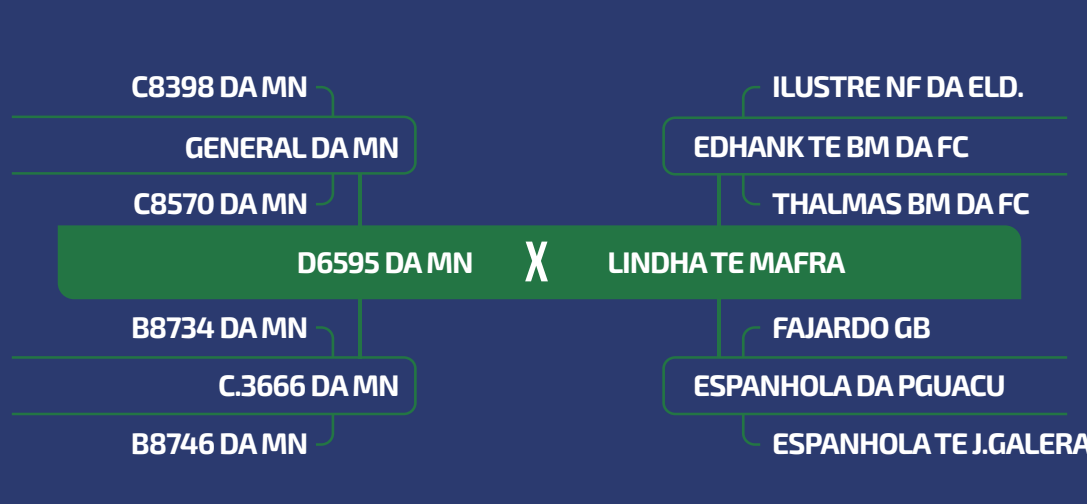 C8398 DA MN
ILUSTRE NF DA ELD.
GENERAL DA MN
EDHANK TE BM DA FC
C8570 DA MN
THALMAS BM DA FC
D6595 DA MN X LINDHA TE MAFRA
B8734 DA MN
FAJARDO GB
C.3666 DA MN
ESPANHOLA DA PGUACU
B8746 DA MN
ESPANHOLA TE J.GALERA